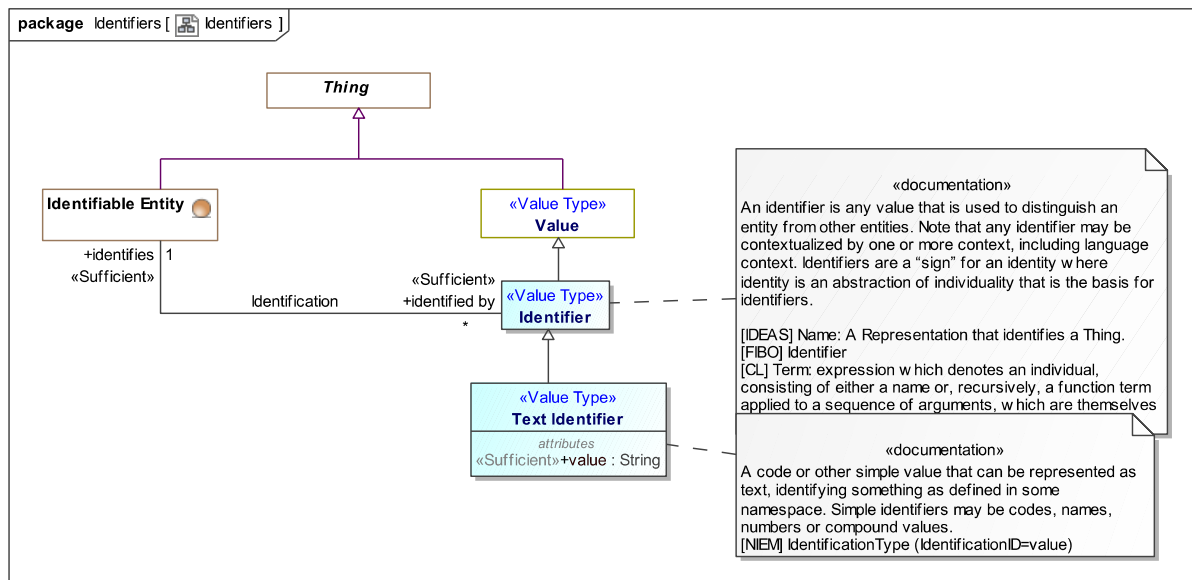 package Identifiers [ Identifiers ]
Thing
Identifiable Entity
«Value Type»
Value
+identifies 1
«Sufficient»
Identification
«Sufficient»
+identified by
*
«Value Type»
Identifier
«Value Type»
Text Identifier
attributes
«Sufficient»+value : String
«documentation»
An identifier is any value that is used to distinguish an
entity from other entities. Note that any identifier may be
contextualized by one or more context, including language
context. Identifiers are a “sign” for an identity where
identity is an abstraction of individuality that is the basis for
identifiers.
[IDEAS] Name: A Representation that identifies a Thing.
[FIBO] Identifier
[CL] Term: expression which denotes an individual,
consisting of either a name or, recursively, a function term
applied to a sequence of arguments, which are themselves
«documentation»
A code or other simple value that can be represented as
text, identifying something as defined in some
namespace. Simple identifiers may be codes, names,
numbers or compound values.
[NIEM] IdentificationType (IdentificationID=value)